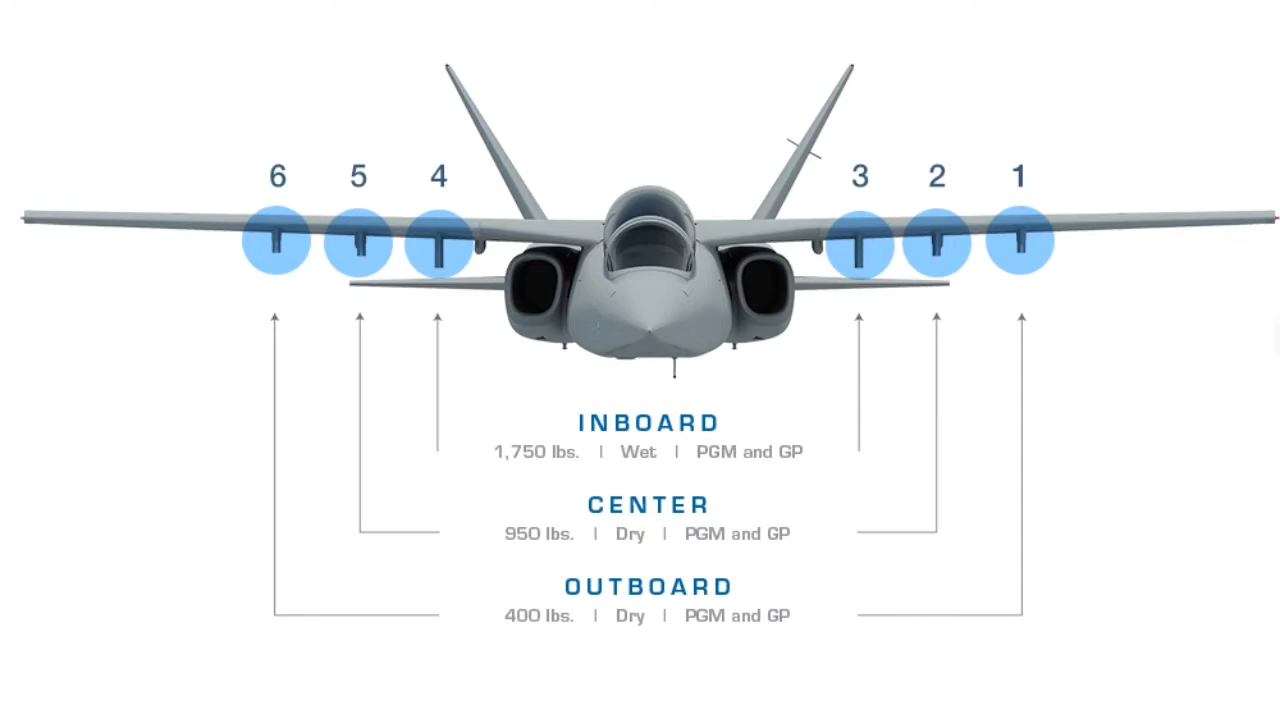 6 5 4 3 2 1
INBOARD
1,750 lbs. | Wet | PGM and GP
CENTER
950 lbs. | Dry | PGM and GP
OUTBOARD
400 lbs. | Dry | PGM and GP